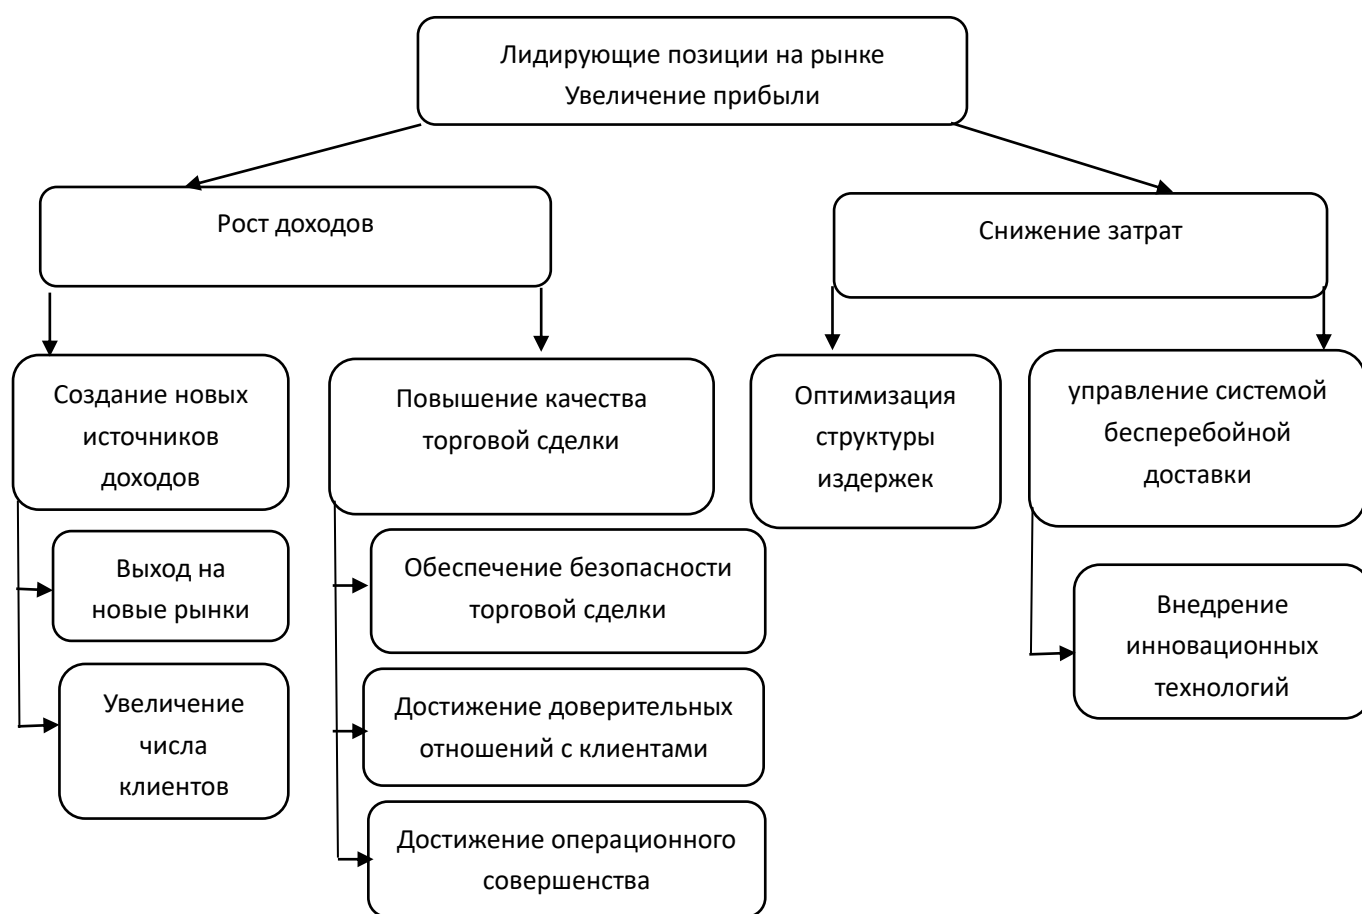 Лидирующие позиции на рынке
Увеличение прибыли
Рост доходов
Снижение затрат
Создание новых
источников
доходов
Повышение качества
торговой сделки
Оптимизация
структуры
издержек
управление системой
бесперебойной
доставки
Выход на
новые рынки
Обеспечение безопасности
торговой сделки
Внедрение
инновационных
технологий
Увеличение
числа
клиентов
Достижение доверительных
отношений с клиентами
Достижение операционного
совершенства